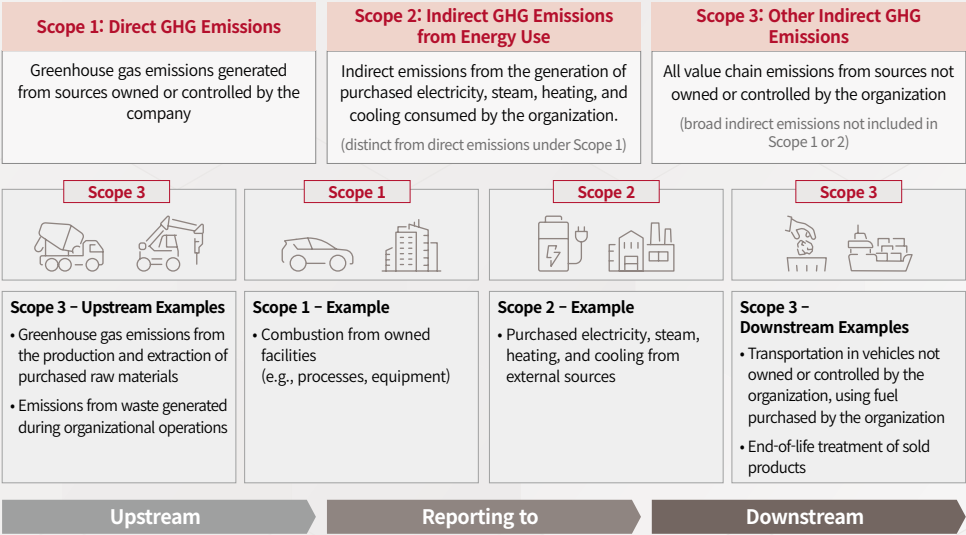 Scope 1: Direct GHG Emissions
Greenhouse gas emissions generated
from sources owned or controlled by the
company
Scope 2: Indirect GHG Emissions
from Energy Use
Indirect emissions from the generation of
purchased electricity, steam, heating, and
cooling consumed by the organization.
(distinct from direct emissions under Scope 1)
Scope 3: Other Indirect GHG
Emissions
All value chain emissions from sources not
owned or controlled by the organization
(broad indirect emissions not included in
Scope 1 or 2)
Scope 3
Scope 1
Scope 2
Scope 3
Scope 3 – Upstream Examples
• Greenhouse gas emissions from
the production and extraction of
purchased raw materials
• Emissions from waste generated
during organizational operations
Scope 1 – Example
• Combustion from owned
facilities
(e.g., processes, equipment)
Scope 2 – Example
• Purchased electricity, steam,
heating, and cooling from
external sources
Scope 3 –
Downstream Examples
• Transportation in vehicles not
owned or controlled by the
organization, using fuel
purchased by the organization
• End-of-life treatment of sold
products
Upstream
Reporting to
Downstream